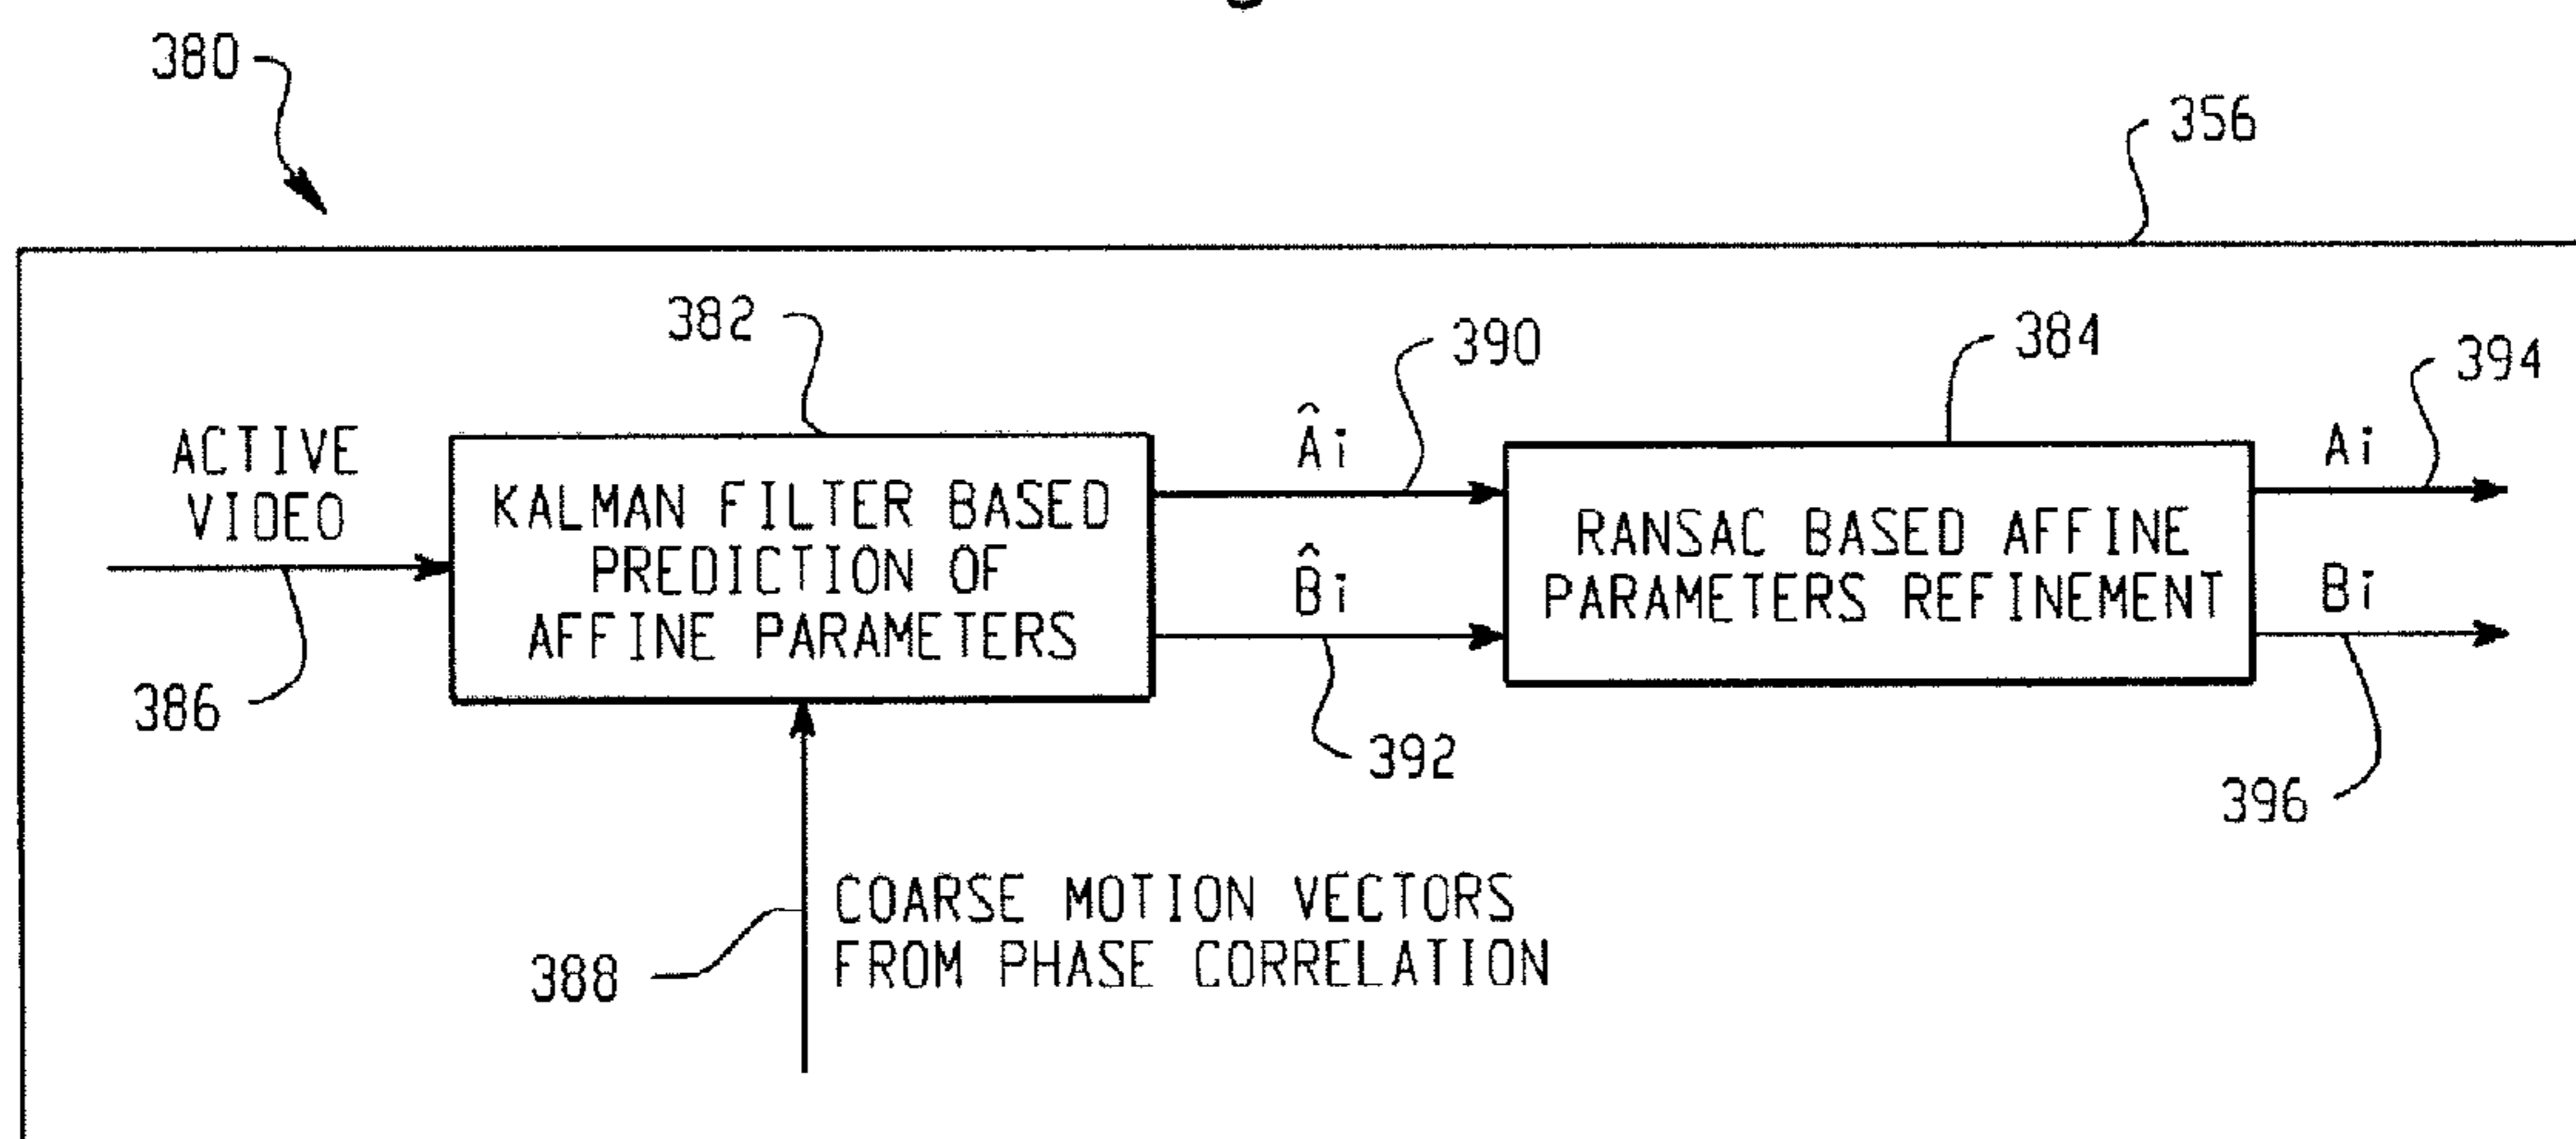 380
356
382
390
384
394
ACTIVE
VIDEO
KALMAN FILTER BASED
PREDICTION OF
AFFINE PARAMETERS
Âi
B̂i
RANSAC BASED AFFINE
PARAMETERS REFINEMENT
Ai
Bi
386
392
396
388
COARSE MOTION VECTORS
FROM PHASE CORRELATION